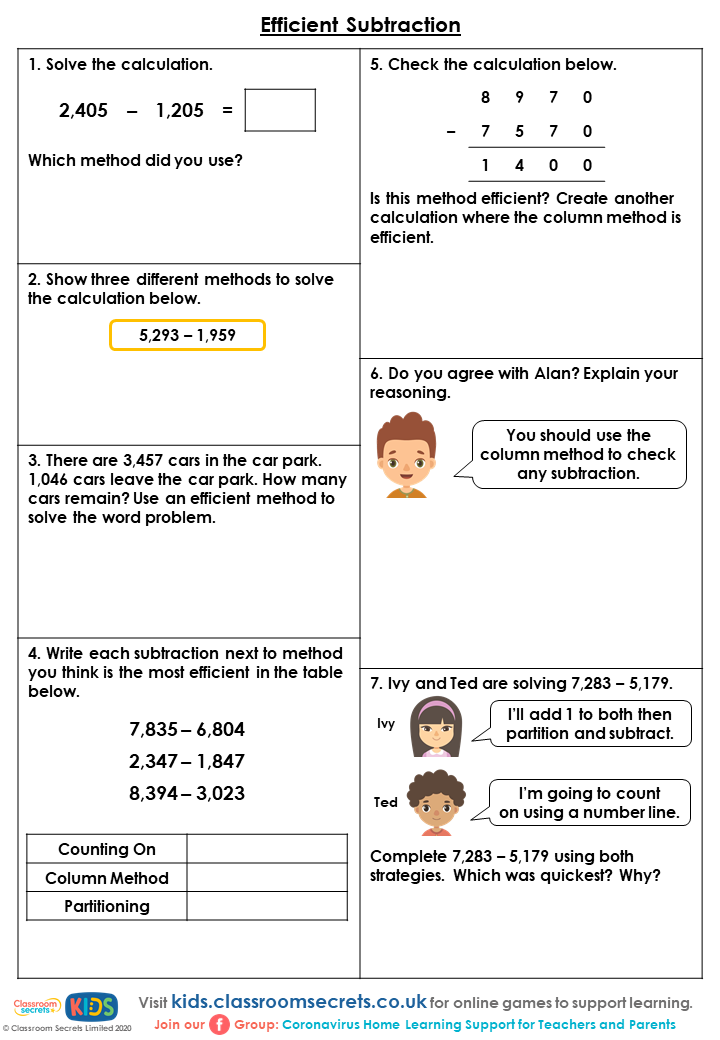 Efficient Subtraction
1. Solve the calculation.
2,405 – 1,205 =
Which method did you use?
2. Show three different methods to solve
the calculation below.
5,293 – 1,959
3. There are 3,457 cars in the car park.
1,046 cars leave the car park. How many
cars remain? Use an efficient method to
solve the word problem.
4. Write each subtraction next to method
you think is the most efficient in the table
below.
7,835 – 6,804
2,347 – 1,847
8,394 – 3,023
Counting On
Column Method
Partitioning
5. Check the calculation below.
8 9 7 0
– 7 5 7 0
1 4 0 0
Is this method efficient? Create another
calculation where the column method is
efficient.
6. Do you agree with Alan? Explain your
reasoning.
You should use the
column method to check
any subtraction.
7. Ivy and Ted are solving 7,283 – 5,179.
Ivy
I'll add 1 to both then
partition and subtract.
Ted
I'm going to count
on using a number line.
Complete 7,283 – 5,179 using both
strategies. Which was quickest? Why?
Classroom
Secrets
KIDS
© Classroom Secrets Limited 2020
Visit kids.classroomsecrets.co.uk for online games to support learning.
Join our f Group: Coronavirus Home Learning Support for Teachers and Parents